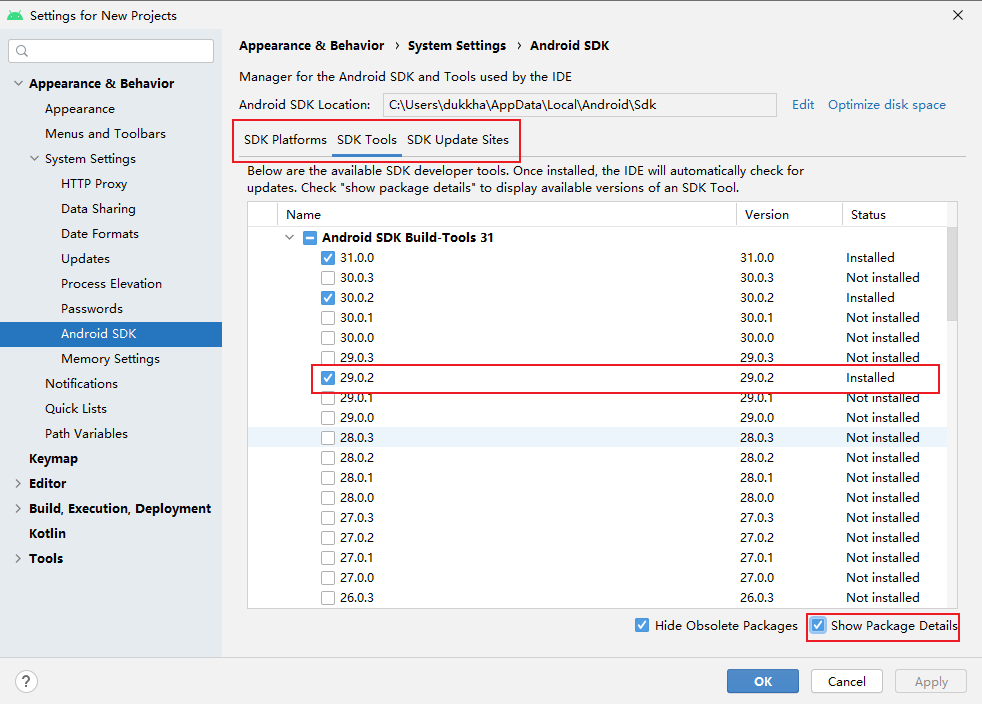 Settings for New Projects
Appearance & Behavior
Appearance
Menus and Toolbars
System Settings
HTTP Proxy
Data Sharing
Date Formats
Updates
Process Elevation
Passwords
Android SDK
Memory Settings
Notifications
Quick Lists
Path Variables
Keymap
Editor
Build, Execution, Deployment
Kotlin
Tools
Appearance & Behavior › System Settings › Android SDK
Manager for the Android SDK and Tools used by the IDE
Android SDK Location: C:\Users\dukkha\AppData\Local\Android\Sdk Edit Optimize disk space
SDK Platforms SDK Tools SDK Update Sites
Below are the available SDK developer tools. Once installed, the IDE will automatically check for
updates. Check "show package details" to display available versions of an SDK Tool.
Name Version Status
Android SDK Build-Tools 31
31.0.0 31.0.0 Installed
30.0.3 30.0.3 Not installed
30.0.2 30.0.2 Installed
30.0.1 30.0.1 Not installed
30.0.0 30.0.0 Not installed
29.0.3 29.0.3 Not installed
29.0.2 29.0.2 Installed
29.0.1 29.0.1 Not installed
29.0.0 29.0.0 Not installed
28.0.3 28.0.3 Not installed
28.0.2 28.0.2 Not installed
28.0.1 28.0.1 Not installed
28.0.0 28.0.0 Not installed
27.0.3 27.0.3 Not installed
27.0.2 27.0.2 Not installed
27.0.1 27.0.1 Not installed
27.0.0 27.0.0 Not installed
26.0.3 26.0.3 Not installed
Hide Obsolete Packages Show Package Details
? OK Cancel Apply